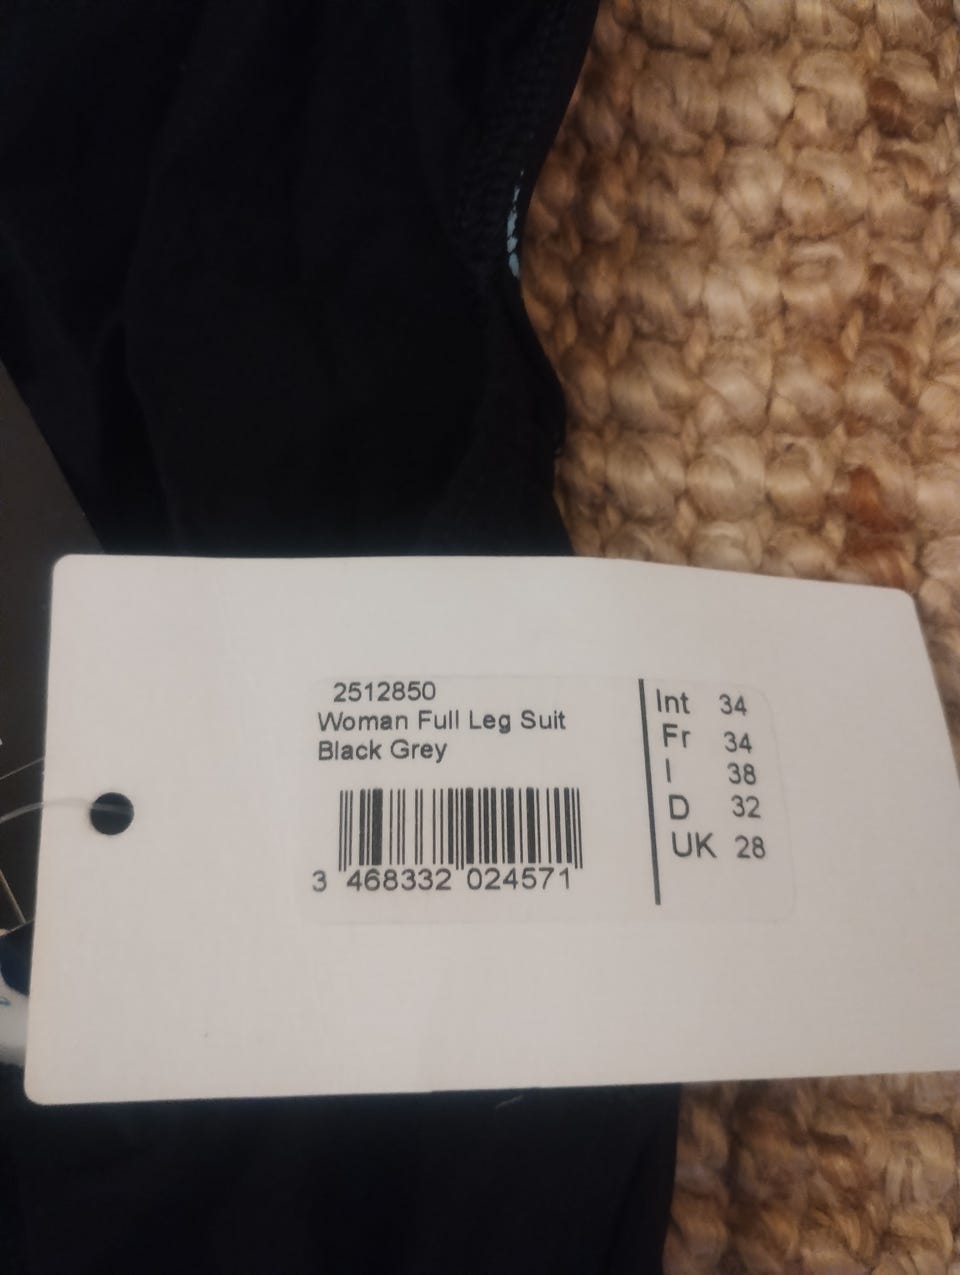 2512850
Woman Full Leg Suit
Black Grey
3 468332 024571
Int 34
Fr 34
I 38
D 32
UK 28